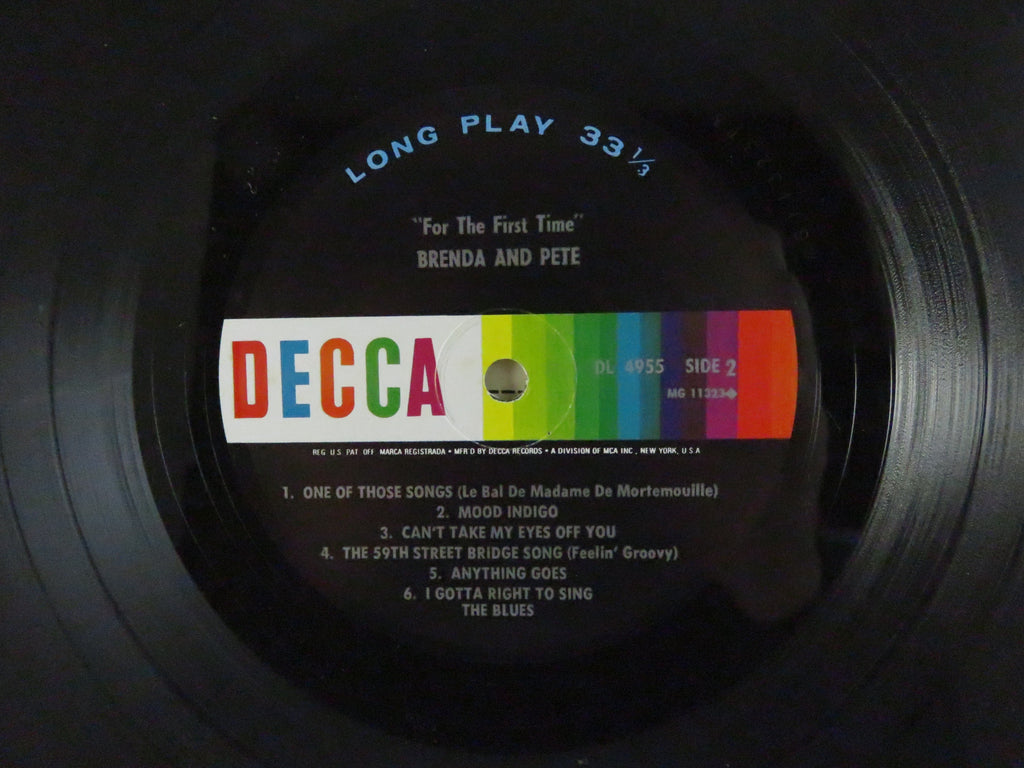 LONG PLAY 33 1/3
"For The First Time"
BRENDA AND PETE
DECCA
DL 4955 SIDE 2
MG 11323◆
REG. U.S. PAT. OFF. MARCA REGISTRADA • MFR'D BY DECCA RECORDS • A DIVISION OF MCA INC., NEW YORK, U.S.A
1. ONE OF THOSE SONGS (Le Bal De Madame De Mortemouille)
2. MOOD INDIGO
3. CAN'T TAKE MY EYES OFF YOU
4. THE 59TH STREET BRIDGE SONG (Feelin' Groovy)
5. ANYTHING GOES
6. I GOTTA RIGHT TO SING
THE BLUES